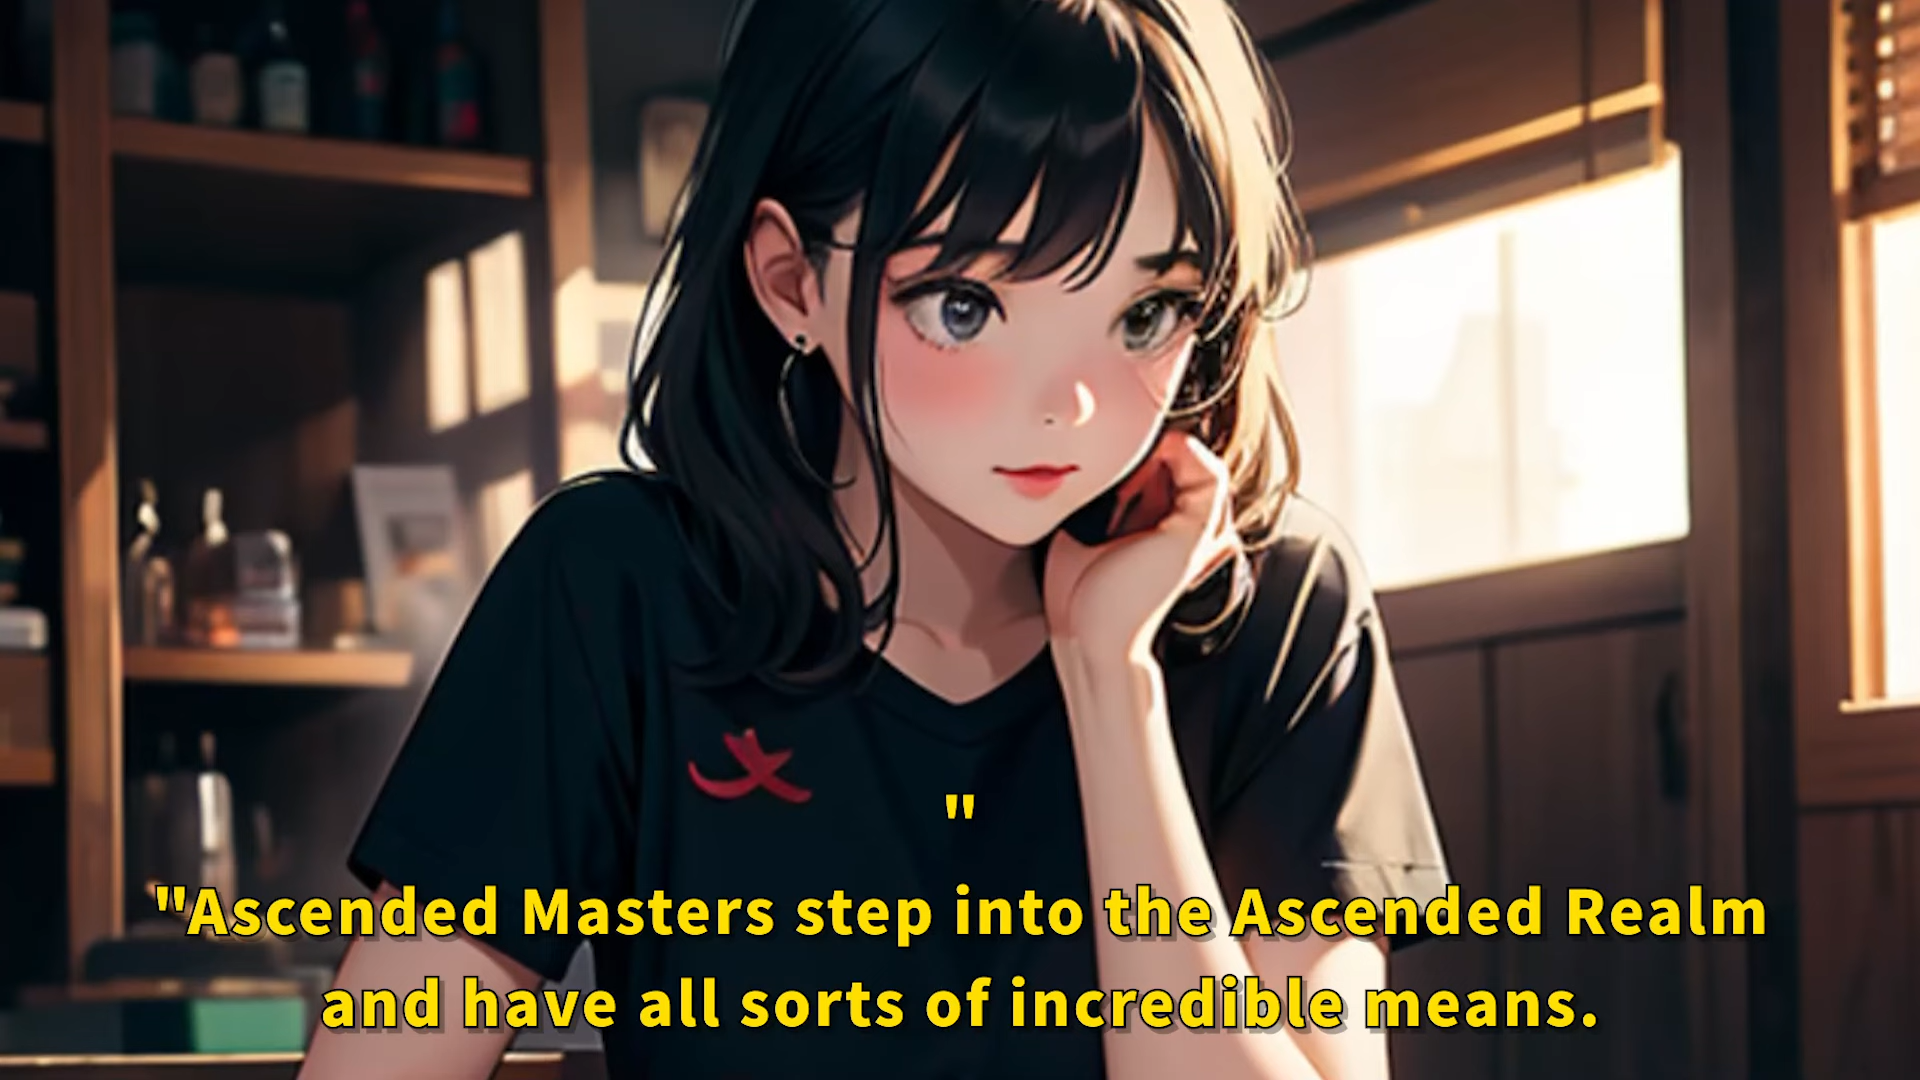 "
"Ascended Masters step into the Ascended Realm
and have all sorts of incredible means.